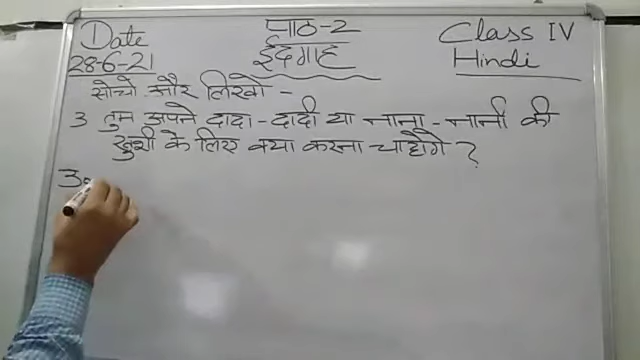 Date पाठ-2 Class IV
28-6-21 ईदगाह Hindi
सोचो और लिखो -
3 तुम अपने दादा-दादी या नाना-नानी की
खुशी के लिए क्या करना चाहोगे?